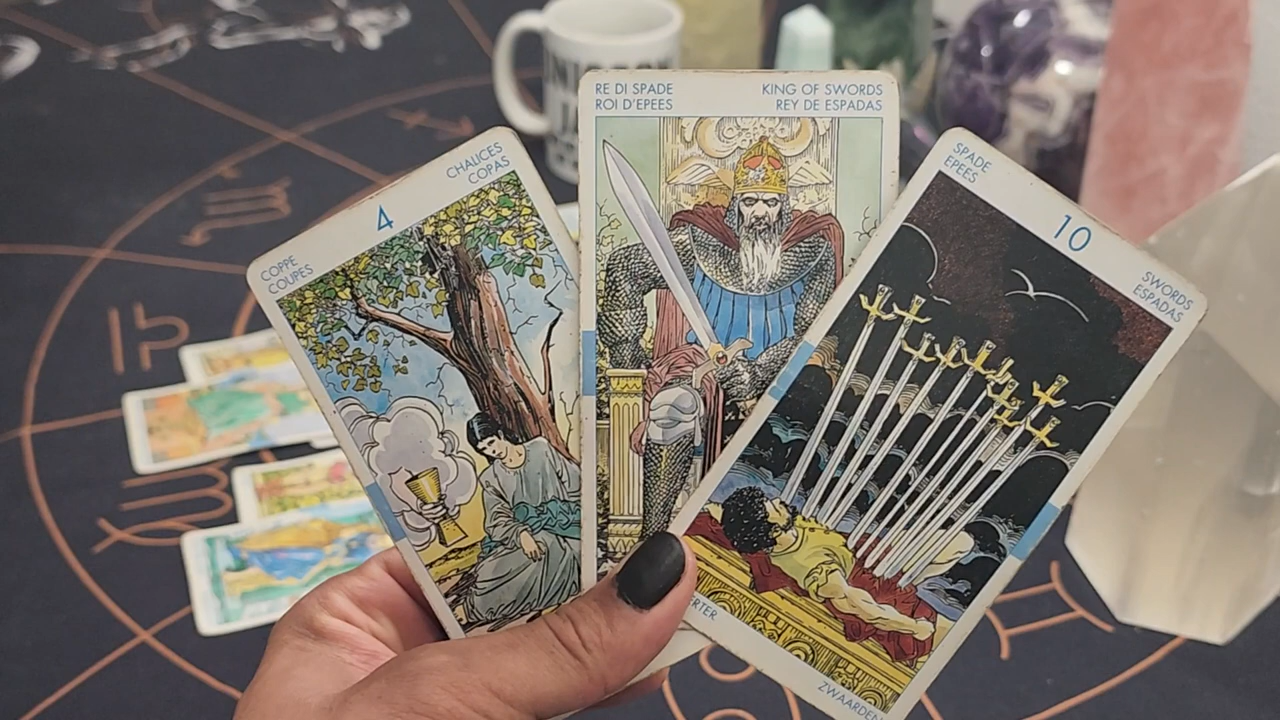 4
CHALICES
COPAS
COPPE
COUPES
RE DI SPADE
ROI D'EPEES
KING OF SWORDS
REY DE ESPADAS
SPADE
EPEES
10
SWORDS
ESPADAS
ZWAARDEN